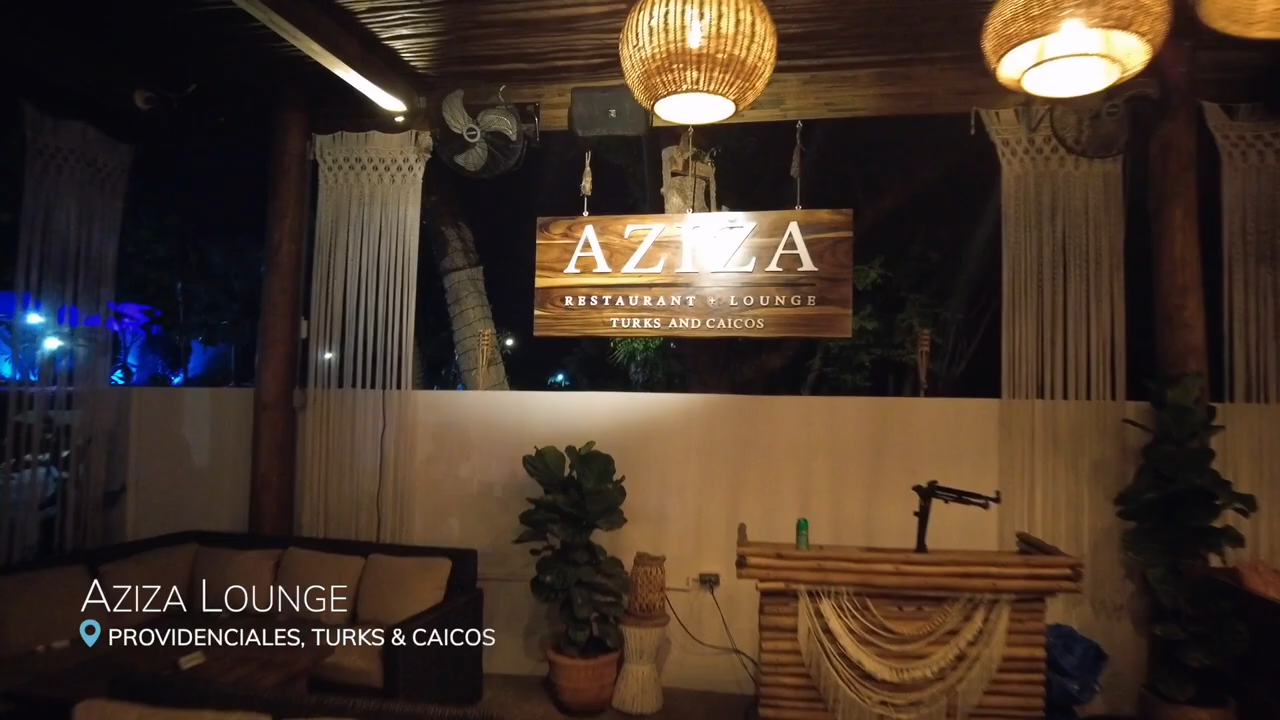 AZIZA
RESTAURANT + LOUNGE
TURKS AND CAICOS
AZIZA LOUNGE
PROVIDENCIALES, TURKS & CAICOS